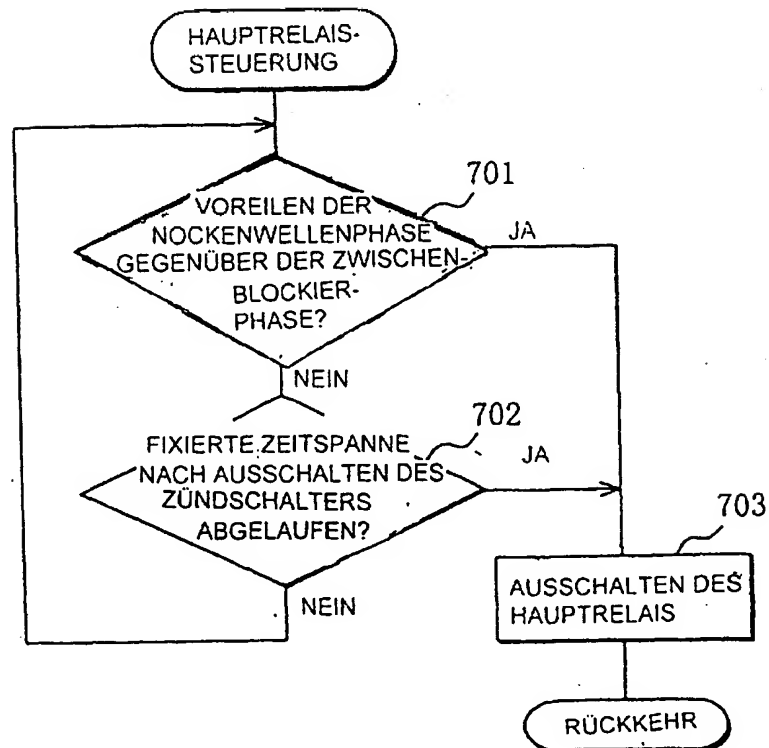 HAUPTRELAIS-
STEUERUNG
701
VOREILEN DER
NOCKENWELLENPHASE
GEGENÜBER DER ZWISCHEN-
BLOCKIER-
PHASE?
JA
NEIN
702
FIXIERTE ZEITSPANNE
NACH AUSSCHALTEN DES
ZÜNDSCHALTERS
ABGELAUFEN?
JA
NEIN
703
AUSSCHALTEN DES
HAUPTRELAIS
RÜCKKEHR